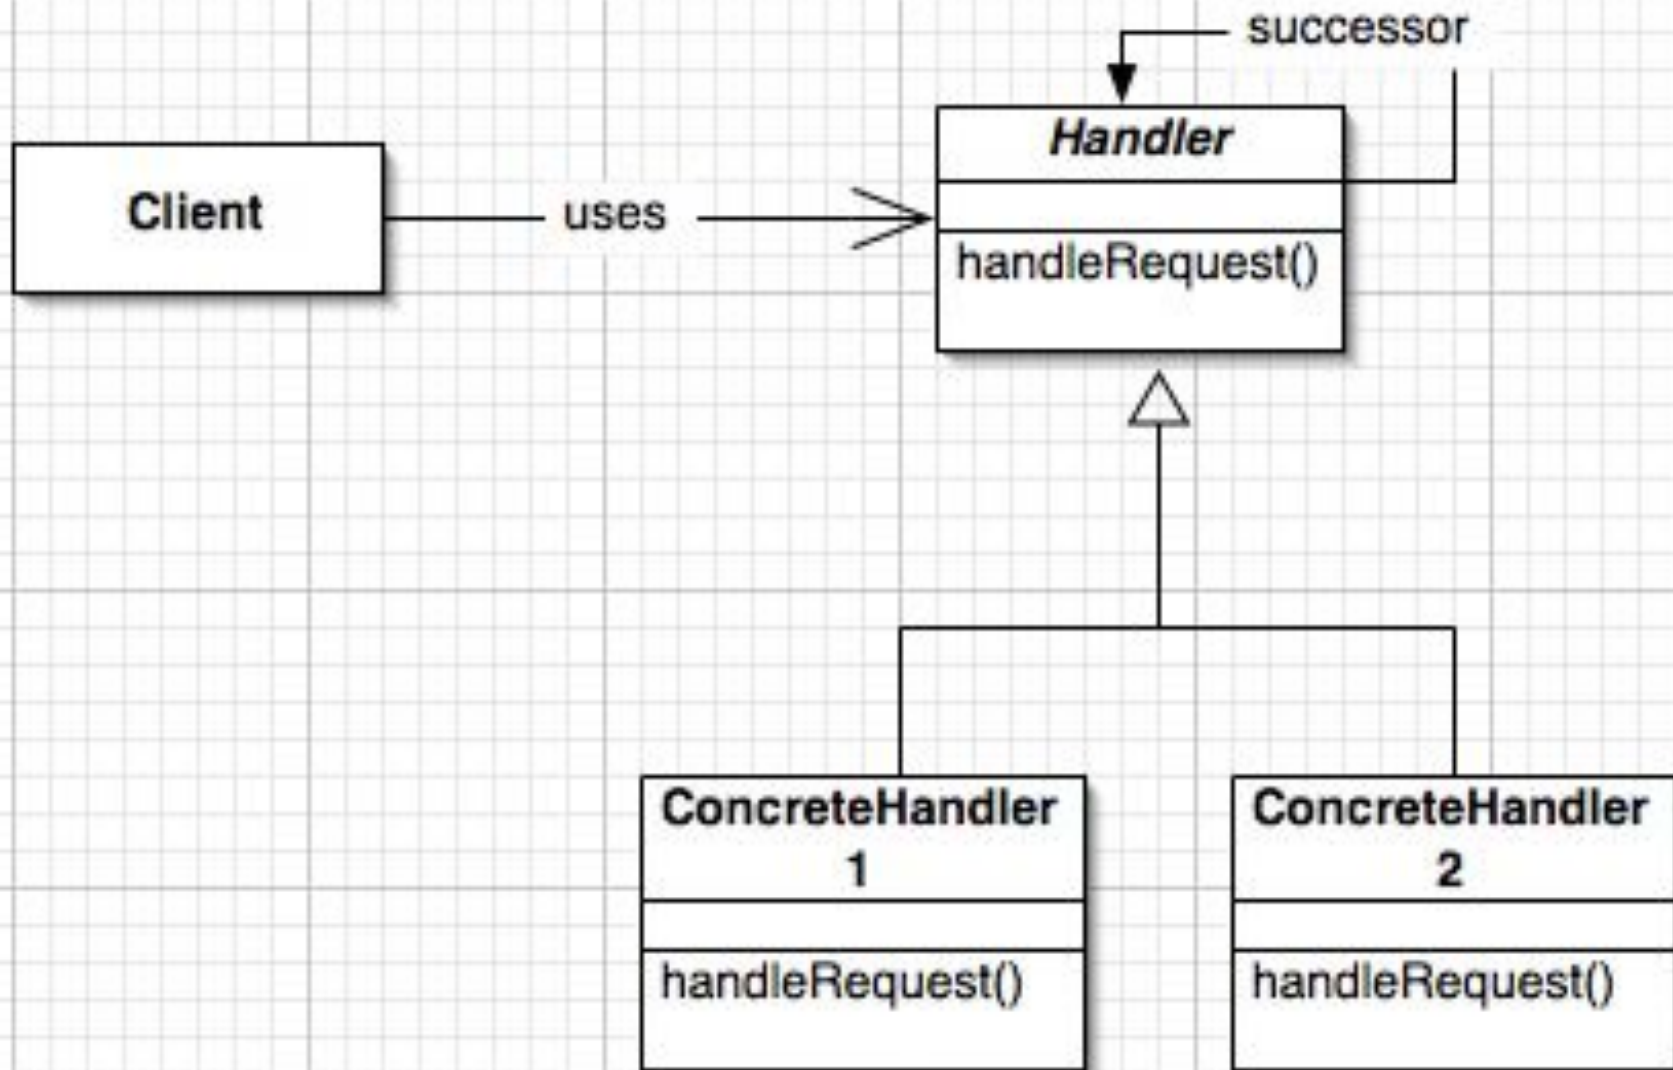 successor
Handler
Client
uses
handleRequest()
ConcreteHandler
1
handleRequest()
ConcreteHandler
2
handleRequest()